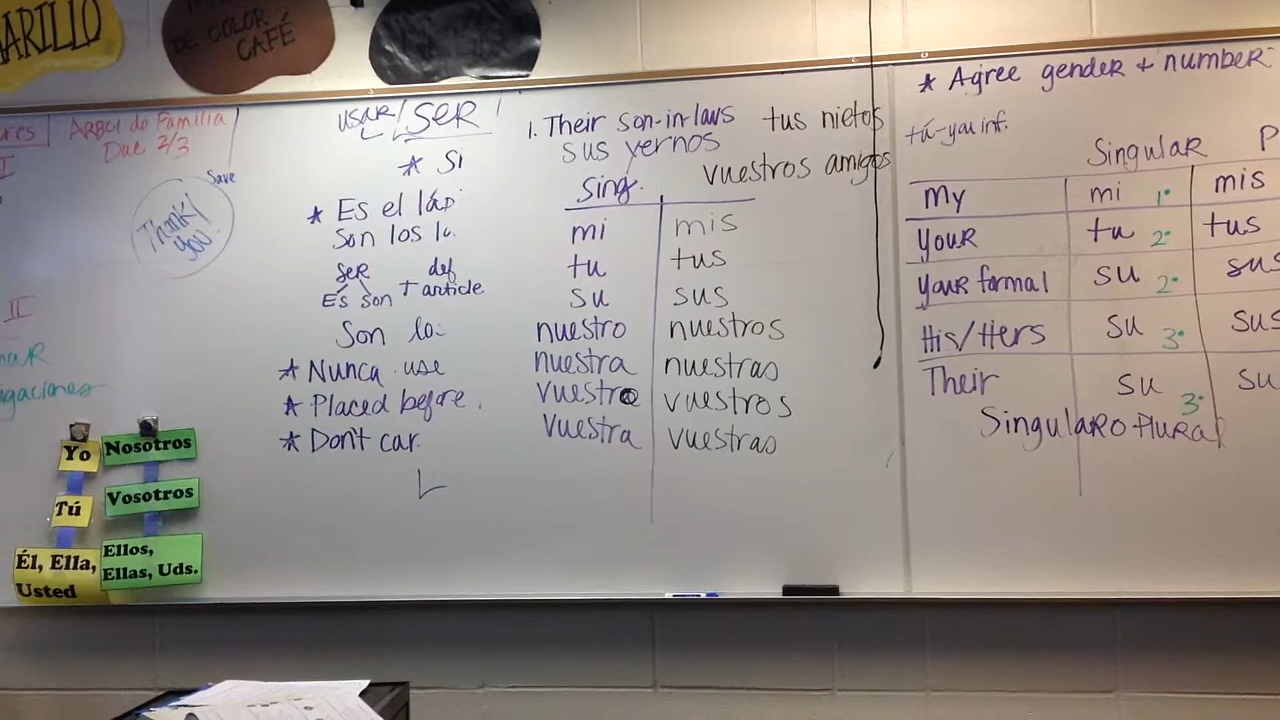 ARILLO
DE COLOR
CAFÉ
ARBOL de FAMILIA
Due 2/3
Save
Thank
you!
I
II
Yo
Nosotros
Tú
Vosotros
Él, Ella,
Usted
Ellos,
Ellas, Uds.
USAR/SER
* Si
* Es el láp
Son los lo
SER def
Es son + article
Son lo
* Nunca use
* Placed before
* Don't car
1. Their son-in-laws
sus yernos
tus nietos
vuestros amigos
Sing.
mi mis
tu tus
su sus
nuestro nuestros
nuestra nuestras
vuestro vuestros
vuestra vuestras
* Agree gender + number
tú-you inf.
Singular P
My mi 1° mis
Your tu 2° tus
Your formal su 2° sus
His/Hers su 3° sus
Their su 3° su
Singular o Plural